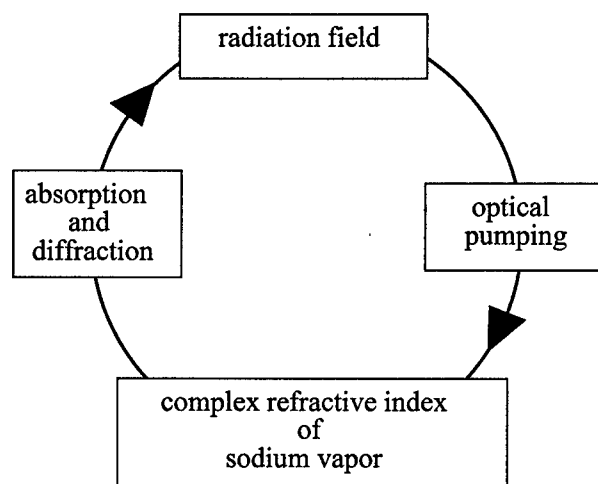 radiation field
absorption
and
diffraction
optical
pumping
complex refractive index
of
sodium vapor